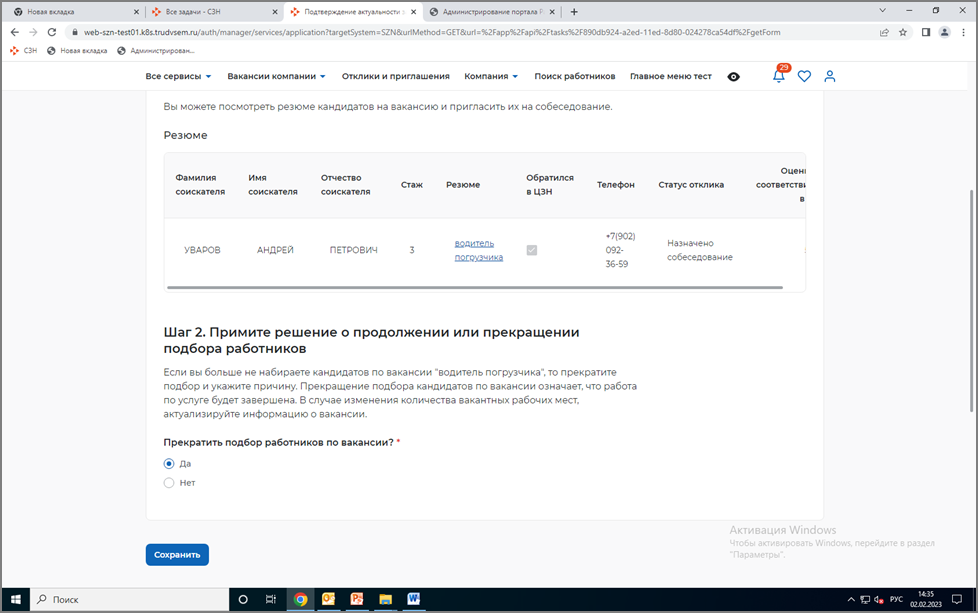 Новая вкладка
Все задачи - СЗН
Подтверждение актуальности
Администрирование портала
web-szn-test01.k8s.trudvsem.ru/auth/manager/services/application?targetSystem=SZN&urlMethod=GET&url=%2Fapp%2Fapi%2Ftasks%2F890db924-a2ed-11ed-8d80-024278ca54df%2FgetForm
СЗН
Новая вкладка
Администрирован...
Все сервисы
Вакансии компании
Отклики и приглашения
Компания
Поиск работников
Главное меню тест
29
Вы можете посмотреть резюме кандидатов на вакансию и пригласить их на собеседование.
Резюме
Фамилия соискателя
Имя соискателя
Отчество соискателя
Стаж
Резюме
Обратился в ЦЗН
Телефон
Статус отклика
Оцен
соответстви
в
УВАРОВ
АНДРЕЙ
ПЕТРОВИЧ
3
водитель погрузчика
+7(902)
092-
36-59
Назначено собеседование
Шаг 2. Примите решение о продолжении или прекращении
подбора работников
Если вы больше не набираете кандидатов по вакансии "водитель погрузчика", то прекратите
подбор и укажите причину. Прекращение подбора кандидатов по вакансии означает, что работа
по услуге будет завершена. В случае изменения количества вакантных рабочих мест,
актуализируйте информацию о вакансии.
Прекратить подбор работников по вакансии? *
Да
Нет
Сохранить
Активация Windows
Чтобы активировать Windows, перейдите в раздел
"Параметры".
Поиск
РУС
14:35
02.02.2023